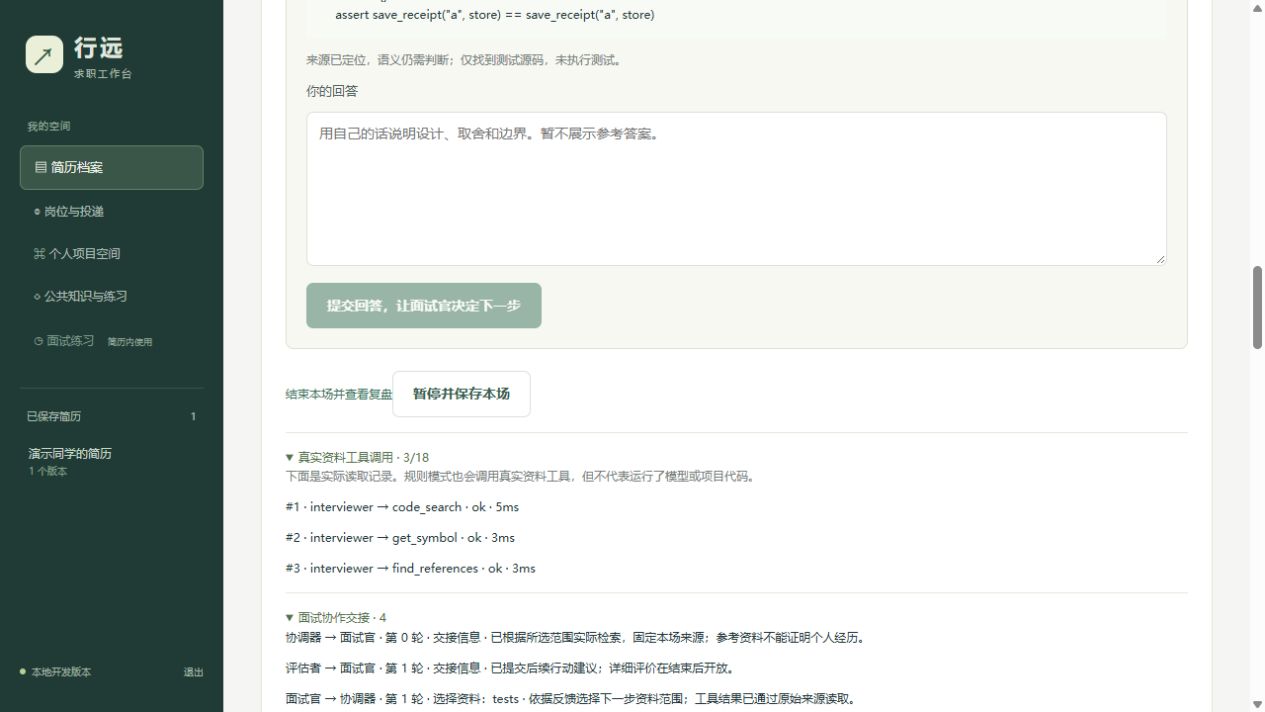 行远
求职工作台
我的空间
简历档案
岗位与投递
⌘ 个人项目空间
公共知识与练习
面试练习 简历内使用
已保存简历 1
演示同学的简历
1 个版本
本地开发版本 退出
assert save_receipt("a", store) == save_receipt("a", store)
来源已定位，语义仍需判断；仅找到测试源码，未执行测试。
你的回答
用自己的话说明设计、取舍和边界。暂不展示参考答案。
提交回答，让面试官决定下一步
结束本场并查看复盘 暂停并保存本场
▼ 真实资料工具调用 · 3/18
下面是实际读取记录。规则模式也会调用真实资料工具，但不代表运行了模型或项目代码。
#1 · interviewer → code_search · ok · 5ms
#2 · interviewer → get_symbol · ok · 3ms
#3 · interviewer → find_references · ok · 3ms
▼ 面试协作交接 · 4
协调器 → 面试官 · 第 0 轮 · 交接信息 · 已根据所选范围实际检索，固定本场来源；参考资料不能证明个人经历。
评估者 → 面试官 · 第 1 轮 · 交接信息 · 已提交后续行动建议；详细评价在结束后开放。
面试官 → 协调器 · 第 1 轮 · 选择资料：tests · 依据反馈选择下一步资料范围；工具结果已通过原始来源读取。